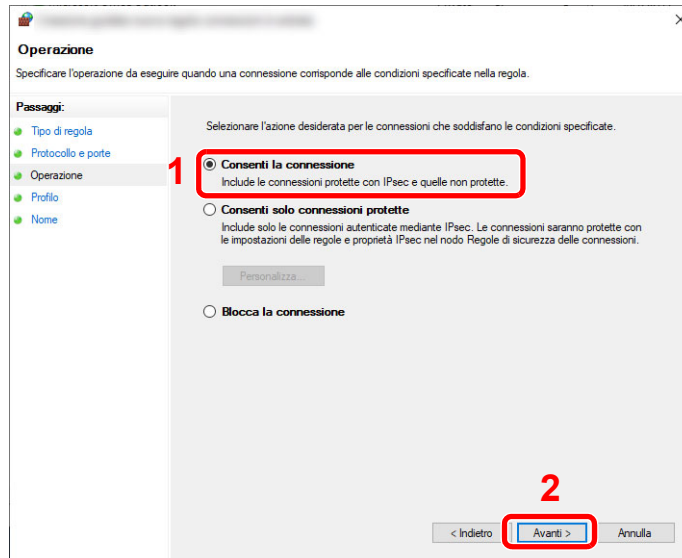 Operazione
Specificare l'operazione da eseguire quando una connessione corrisponde alle condizioni specificate nella regola.
Passaggi:
Tipo di regola
Protocollo e porte
Operazione
Profilo
Nome
Selezionare l'azione desiderata per le connessioni che soddisfano le condizioni specificate.
1
Consenti la connessione
Include le connessioni protette con IPsec e quelle non protette.
Consenti solo connessioni protette
Include solo le connessioni autenticate mediante IPsec. Le connessioni saranno protette con
le impostazioni delle regole e proprietà IPsec nel nodo Regole di sicurezza delle connessioni.
Personalizza...
Blocca la connessione
2
< Indietro Avanti > Annulla